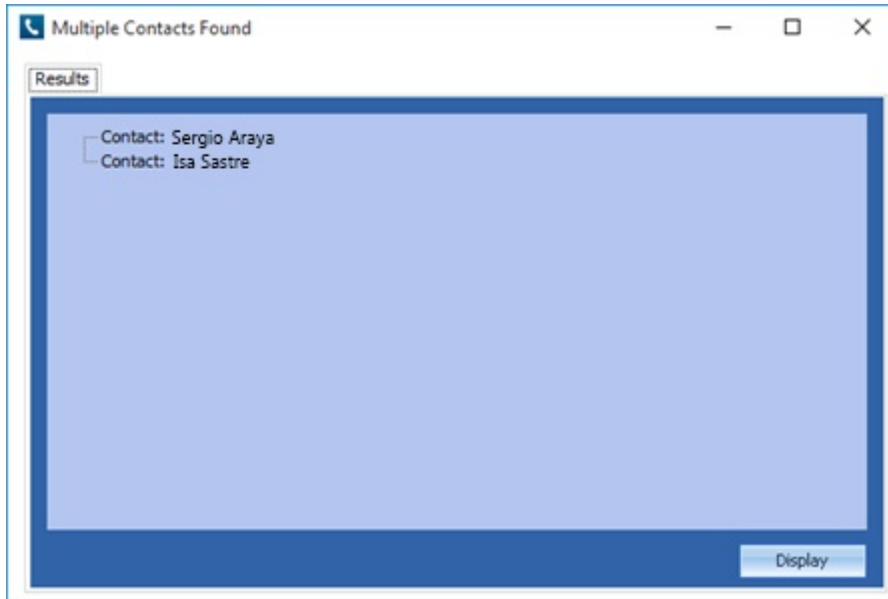 Multiple Contacts Found
Results
Contact: Sergio Araya
Contact: Isa Sastre
Display